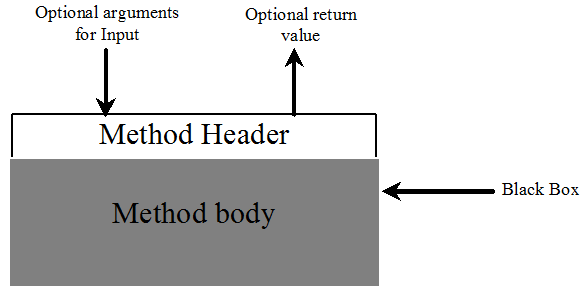 Optional arguments
for Input
Optional return
value
Method Header
Method body
Black Box